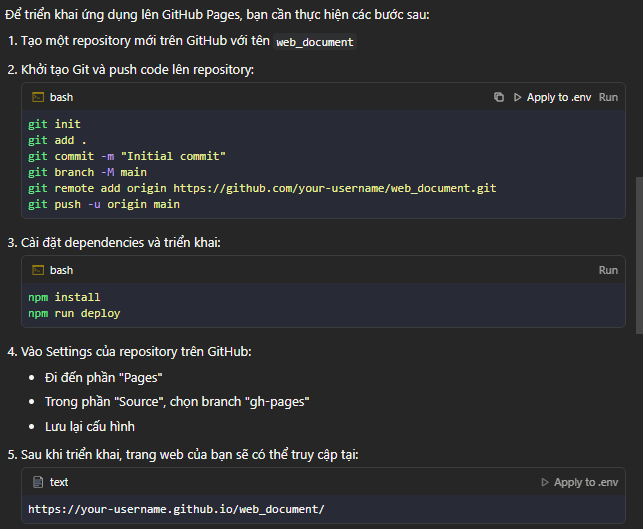 Để triển khai ứng dụng lên GitHub Pages, bạn cần thực hiện các bước sau:
1. Tạo một repository mới trên GitHub với tên web_document
2. Khởi tạo Git và push code lên repository:
bash Apply to .env Run
git init
git add .
git commit -m "Initial commit"
git branch -M main
git remote add origin https://github.com/your-username/web_document.git
git push -u origin main
3. Cài đặt dependencies và triển khai:
bash Run
npm install
npm run deploy
4. Vào Settings của repository trên GitHub:
• Đi đến phần "Pages"
• Trong phần "Source", chọn branch "gh-pages"
• Lưu lại cấu hình
5. Sau khi triển khai, trang web của bạn sẽ có thể truy cập tại:
text Apply to .env
https://your-username.github.io/web_document/